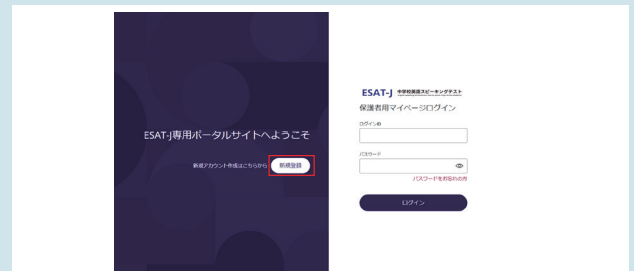 ESAT-J専用ポータルサイトへようこそ
新規アカウント作成はこちらから 新規登録
ESAT-J 中学校英語スピーキングテスト
保護者用マイページログイン
ログインID
パスワード
パスワードをお忘れの方
ログイン